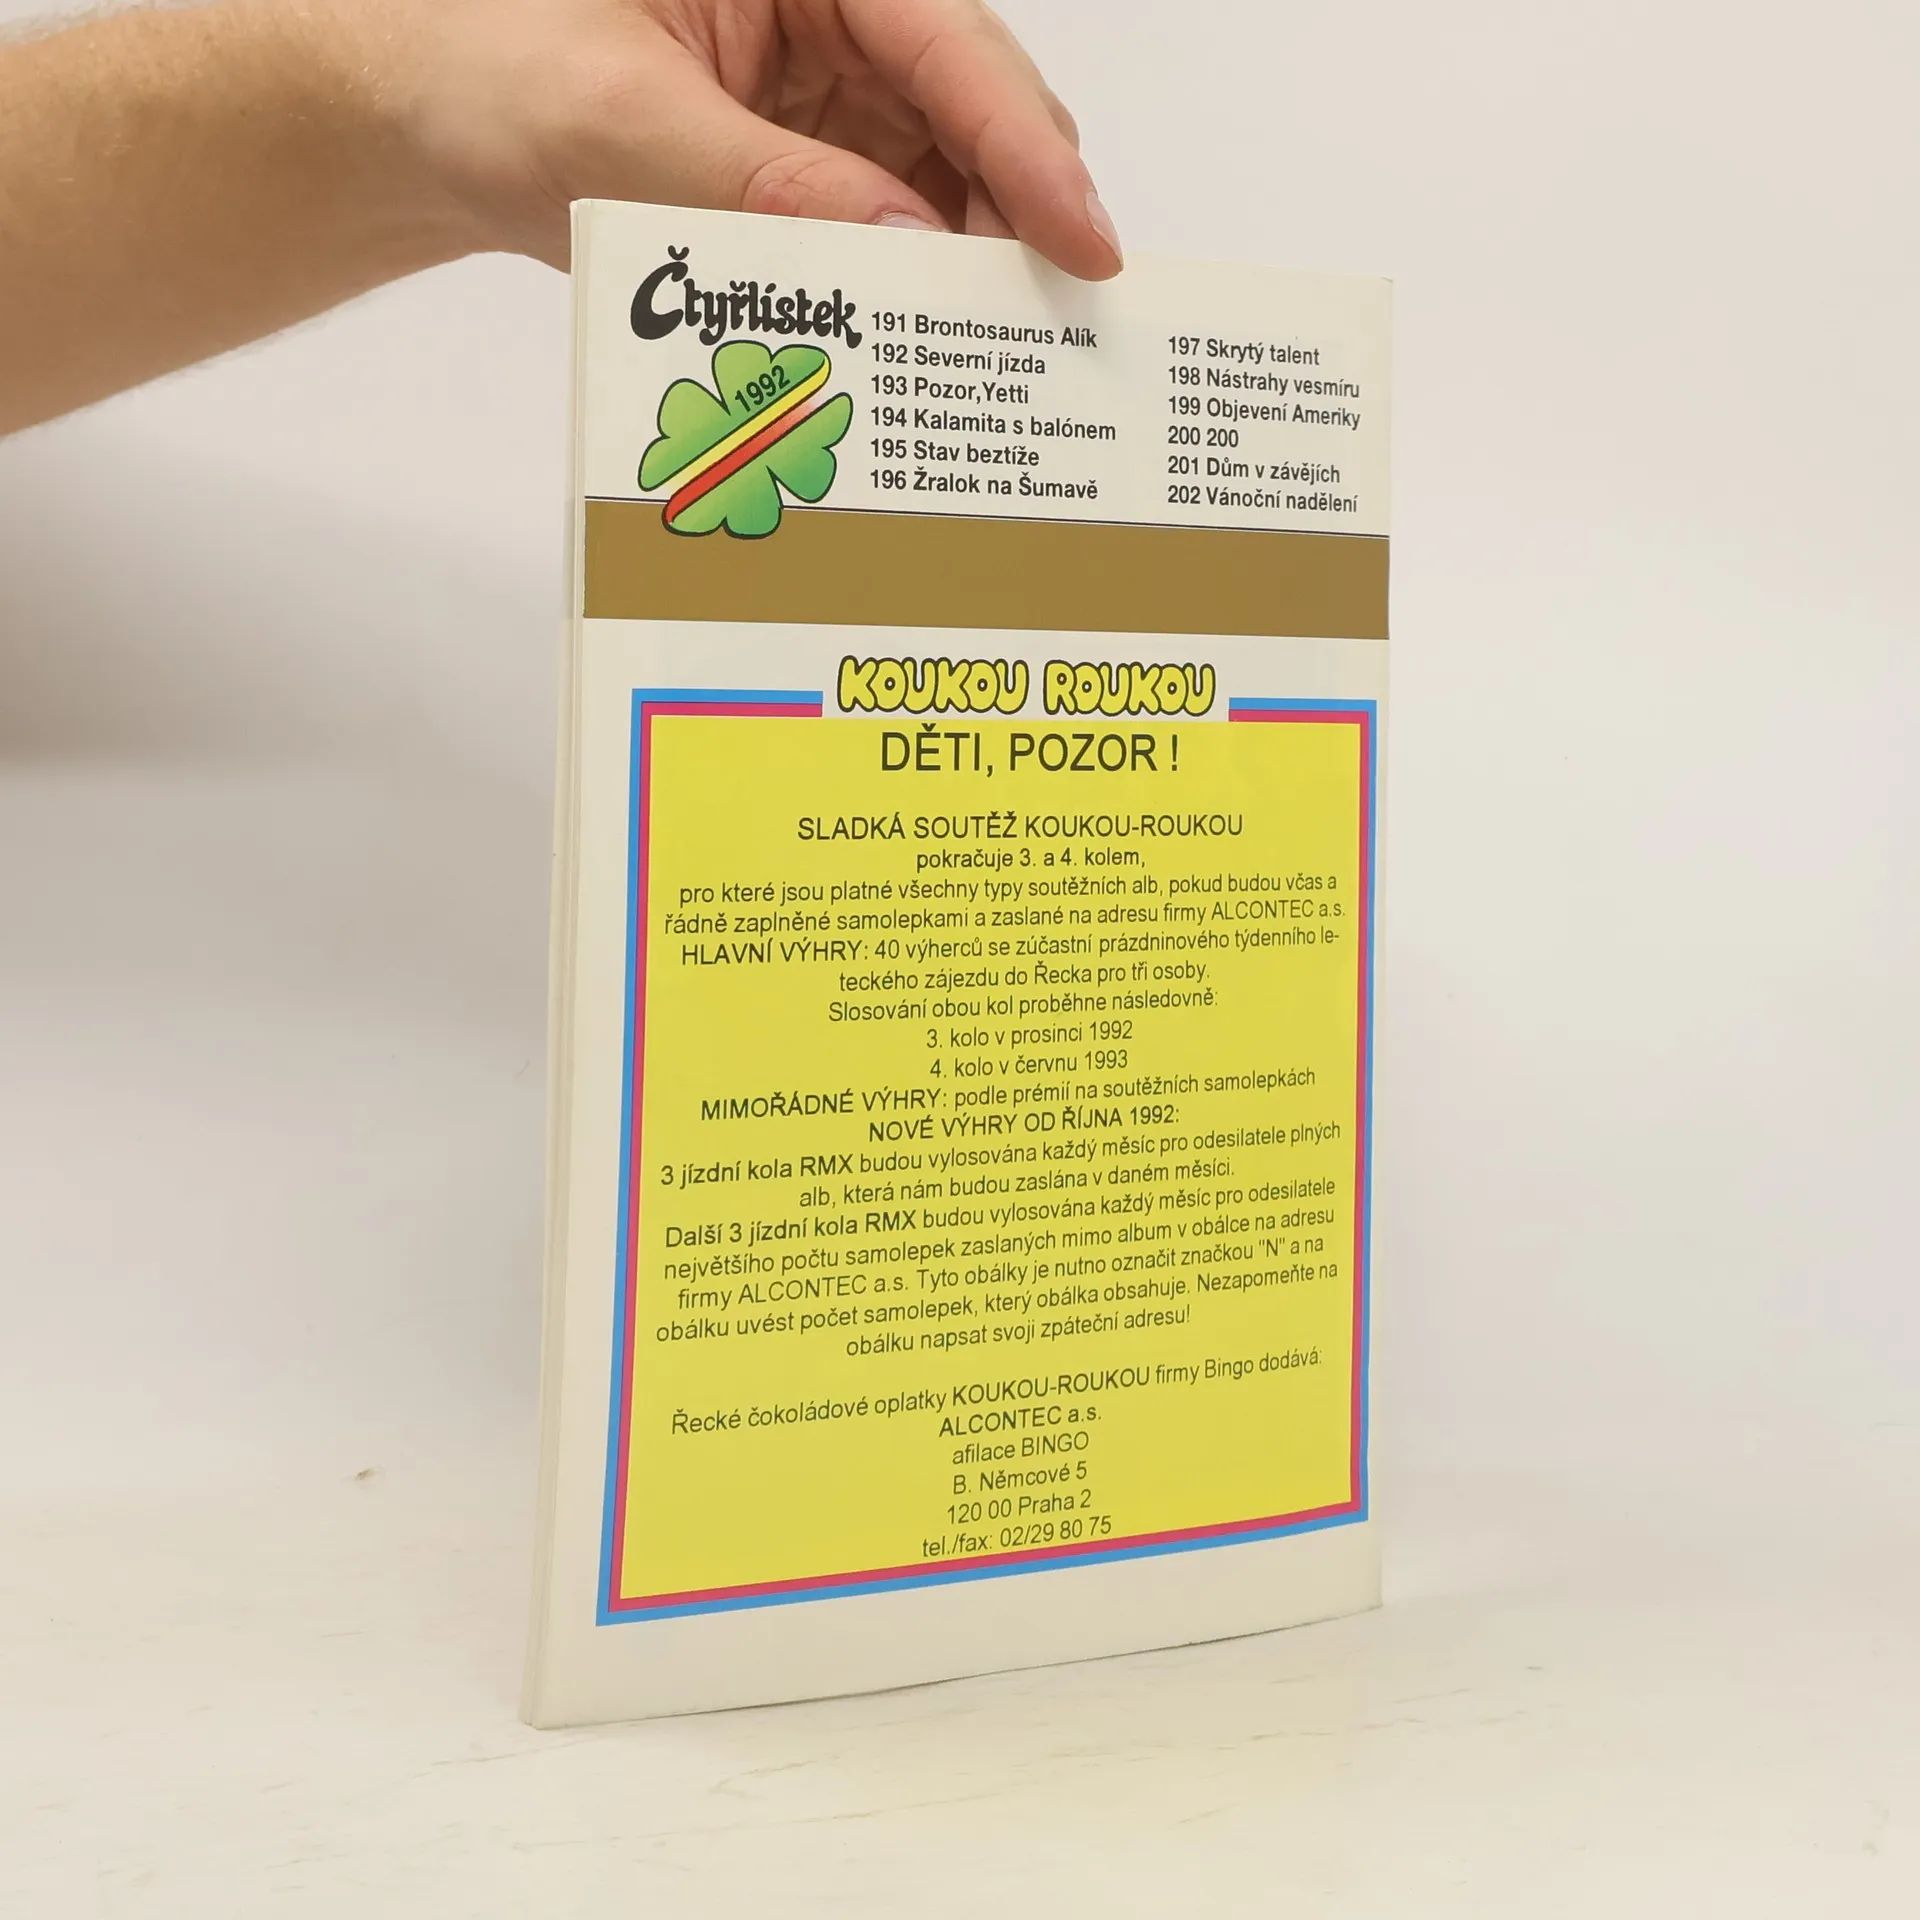 Čtyřlístek
1992
191 Brontosaurus Alík
192 Severní jízda
193 Pozor,Yetti
194 Kalamita s balónem
195 Stav beztíže
196 Žralok na Šumavě
197 Skrytý talent
198 Nástrahy vesmíru
199 Objevení Ameriky
200 200
201 Dům v závějích
202 Vánoční nadělení
KOUKOU ROUKOU
DĚTI, POZOR !
SLADKÁ SOUTĚŽ KOUKOU-ROUKOU
pokračuje 3. a 4. kolem,
pro které jsou platné všechny typy soutěžních alb, pokud budou včas a
řádně zaplněné samolepkami a zaslané na adresu firmy ALCONTEC a.s.
HLAVNÍ VÝHRY: 40 výherců se zúčastní prázdninového týdenního le-
teckého zájezdu do Řecka pro tři osoby.
Slosování obou kol proběhne následovně:
3. kolo v prosinci 1992
4. kolo v červnu 1993
MIMOŘÁDNÉ VÝHRY: podle prémií na soutěžních samolepkách
NOVÉ VÝHRY OD ŘÍJNA 1992:
3 jízdní kola RMX budou vylosována každý měsíc pro odesilatele plných
alb, která nám budou zaslána v daném měsíci.
Další 3 jízdní kola RMX budou vylosována každý měsíc pro odesilatele
největšího počtu samolepek zaslaných mimo album v obálce na adresu
firmy ALCONTEC a.s. Tyto obálky je nutno označit značkou "N" a na
obálku uvést počet samolepek, který obálka obsahuje. Nezapomeňte na
obálku napsat svoji zpáteční adresu!
Řecké čokoládové oplatky KOUKOU-ROUKOU firmy Bingo dodává:
ALCONTEC a.s.
afilace BINGO
B. Němcové 5
120 00 Praha 2
tel./fax: 02/29 80 75